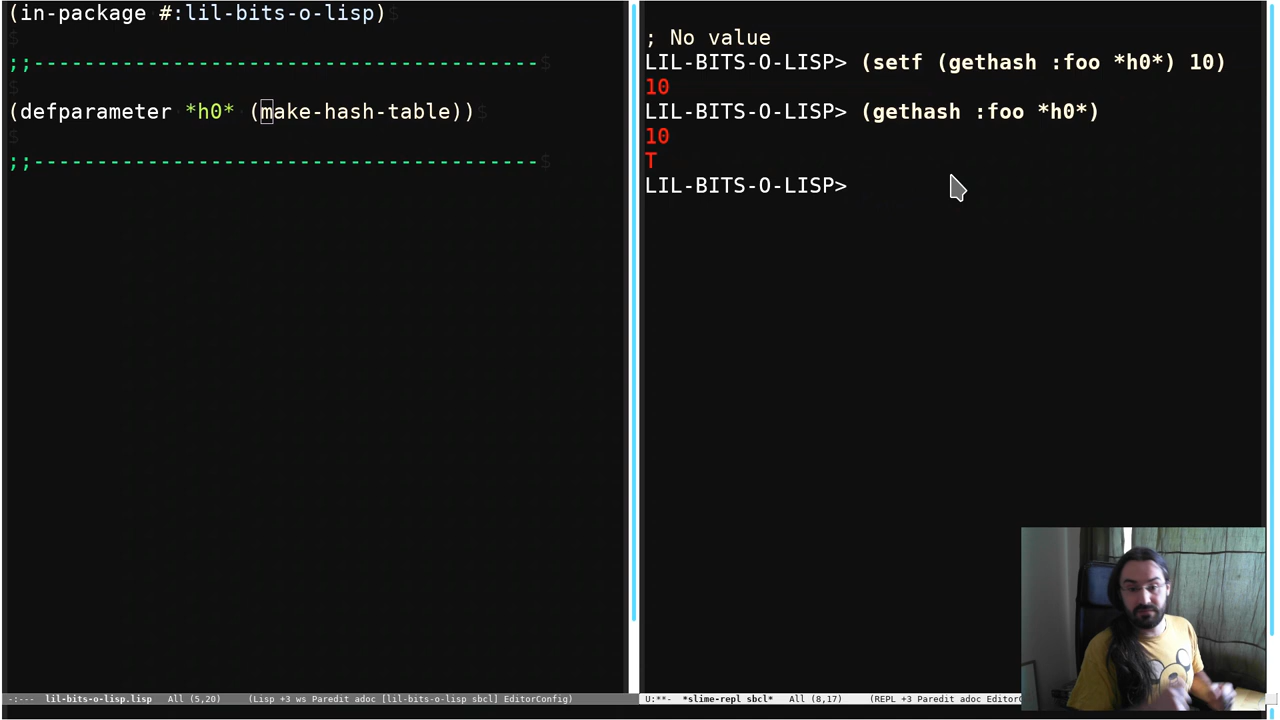 (in-package #:lil-bits-o-lisp)$
$
;;----------------------------------------$
$
(defparameter *h0* (make-hash-table))$
$
;;----------------------------------------$
-:--- lil-bits-o-lisp.lisp All (5,20) (Lisp +3 ws Paredit adoc [lil-bits-o-lisp sbcl] EditorConfig)
; No value
LIL-BITS-O-LISP> (setf (gethash :foo *h0*) 10)
10
LIL-BITS-O-LISP> (gethash :foo *h0*)
10
T
LIL-BITS-O-LISP>
U:**- *slime-repl sbcl* All (8,17) (REPL +3 Paredit adoc EditorC